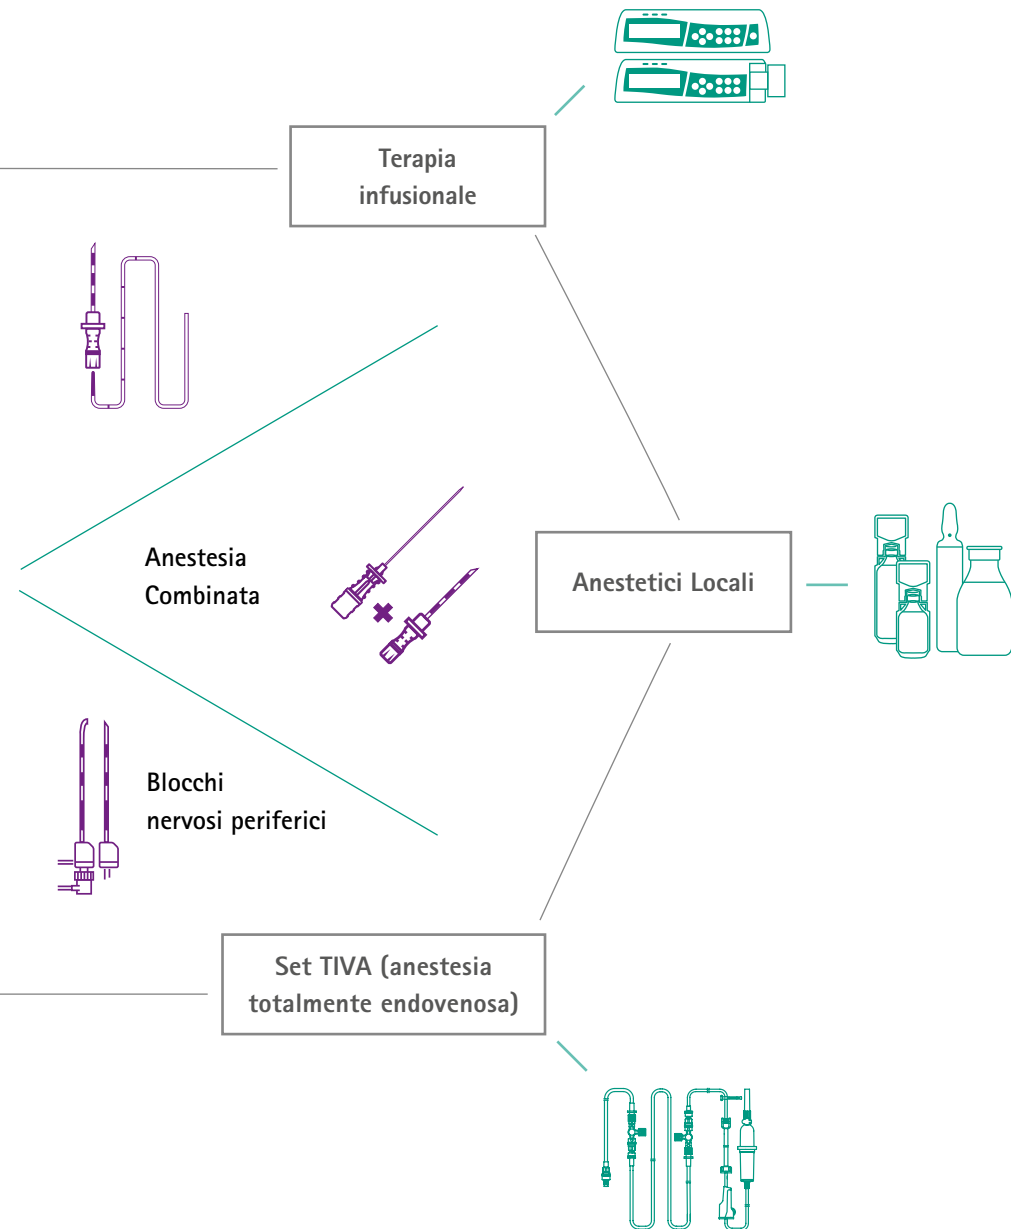 Terapia
infusionale
Anestesia
Combinata
Anestetici Locali
Blocchi
nervosi periferici
Set TIVA (anestesia
totalmente endovenosa)